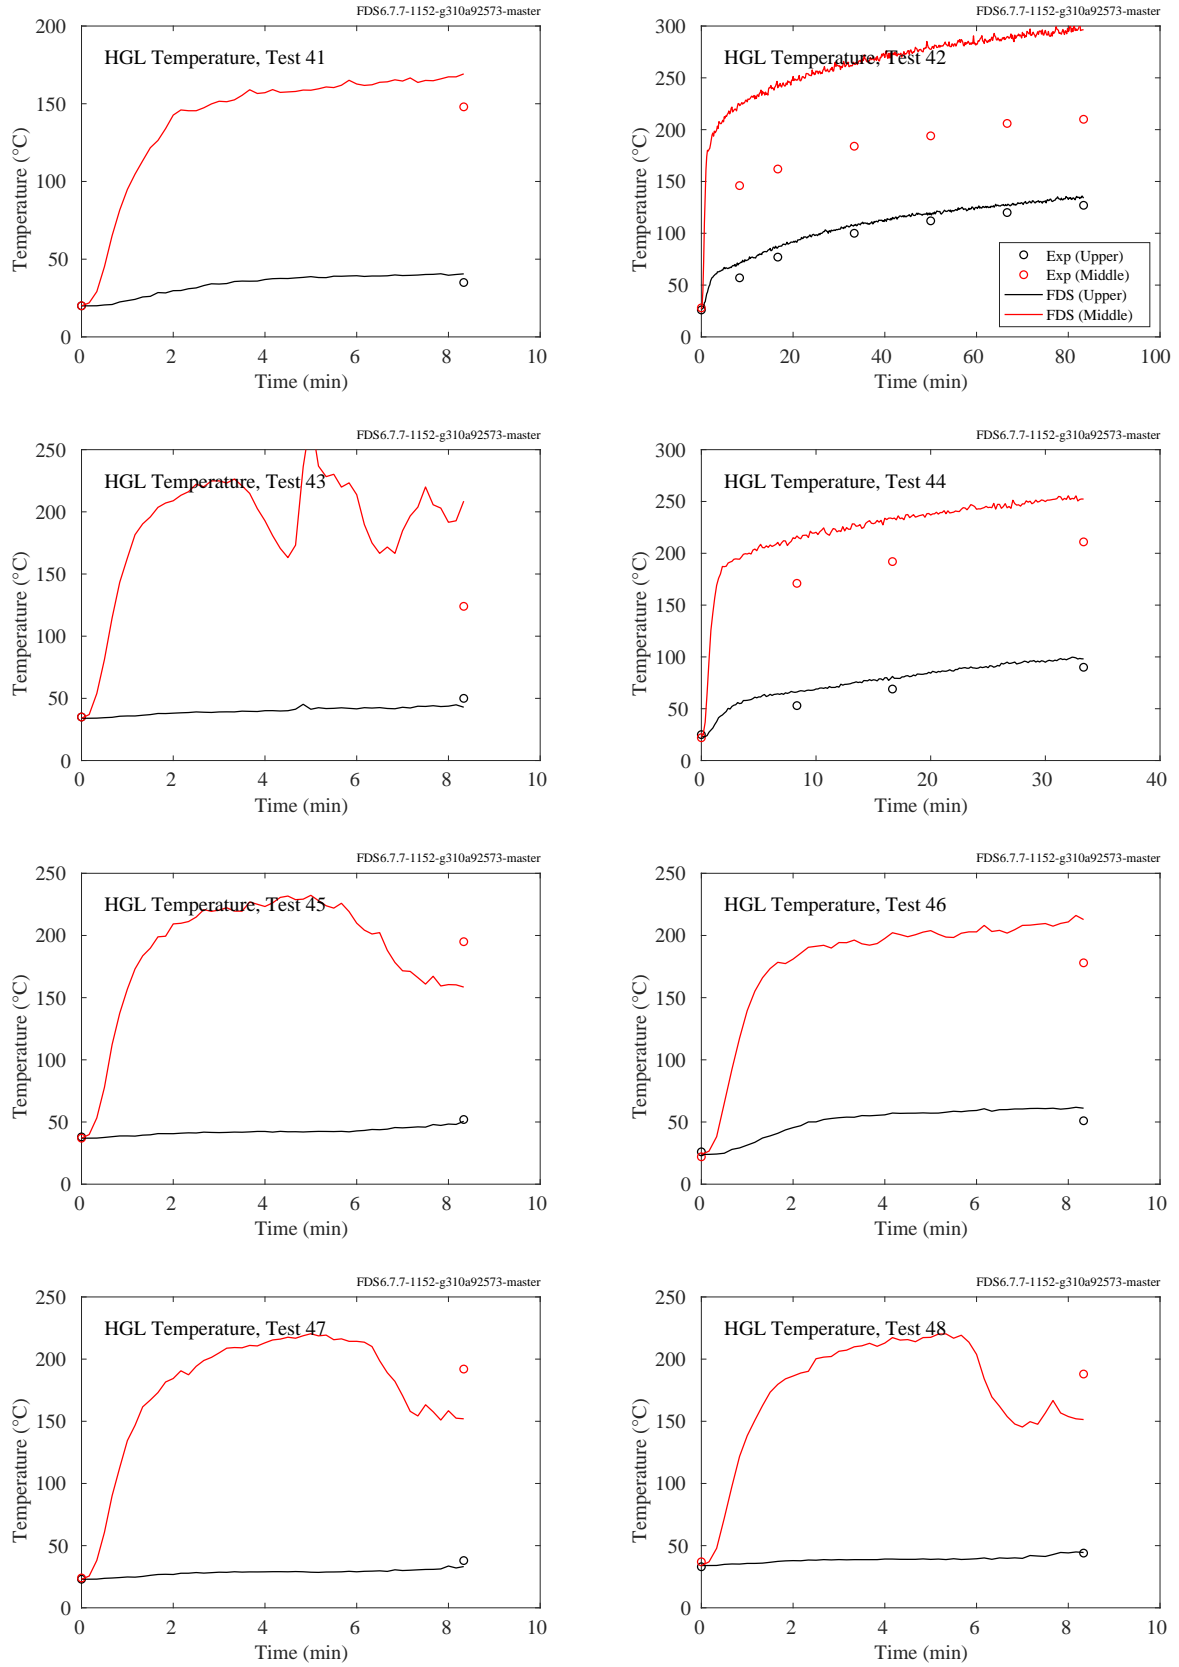 FDS6.7.7-1152-g310a92573-master
HGL Temperature, Test 41
Temperature (°C)
200
150
100
50
0
0 2 4 6 8 10
Time (min)
FDS6.7.7-1152-g310a92573-master
HGL Temperature, Test 42
Temperature (°C)
300
250
200
150
100
50
0
Exp (Upper)
Exp (Middle)
FDS (Upper)
FDS (Middle)
0 20 40 60 80 100
Time (min)
FDS6.7.7-1152-g310a92573-master
HGL Temperature, Test 43
Temperature (°C)
250
200
150
100
50
0
0 2 4 6 8 10
Time (min)
FDS6.7.7-1152-g310a92573-master
HGL Temperature, Test 44
Temperature (°C)
300
250
200
150
100
50
0
0 10 20 30 40
Time (min)
FDS6.7.7-1152-g310a92573-master
HGL Temperature, Test 45
Temperature (°C)
250
200
150
100
50
0
0 2 4 6 8 10
Time (min)
FDS6.7.7-1152-g310a92573-master
HGL Temperature, Test 46
Temperature (°C)
250
200
150
100
50
0
0 2 4 6 8 10
Time (min)
FDS6.7.7-1152-g310a92573-master
HGL Temperature, Test 47
Temperature (°C)
250
200
150
100
50
0
0 2 4 6 8 10
Time (min)
FDS6.7.7-1152-g310a92573-master
HGL Temperature, Test 48
Temperature (°C)
250
200
150
100
50
0
0 2 4 6 8 10
Time (min)